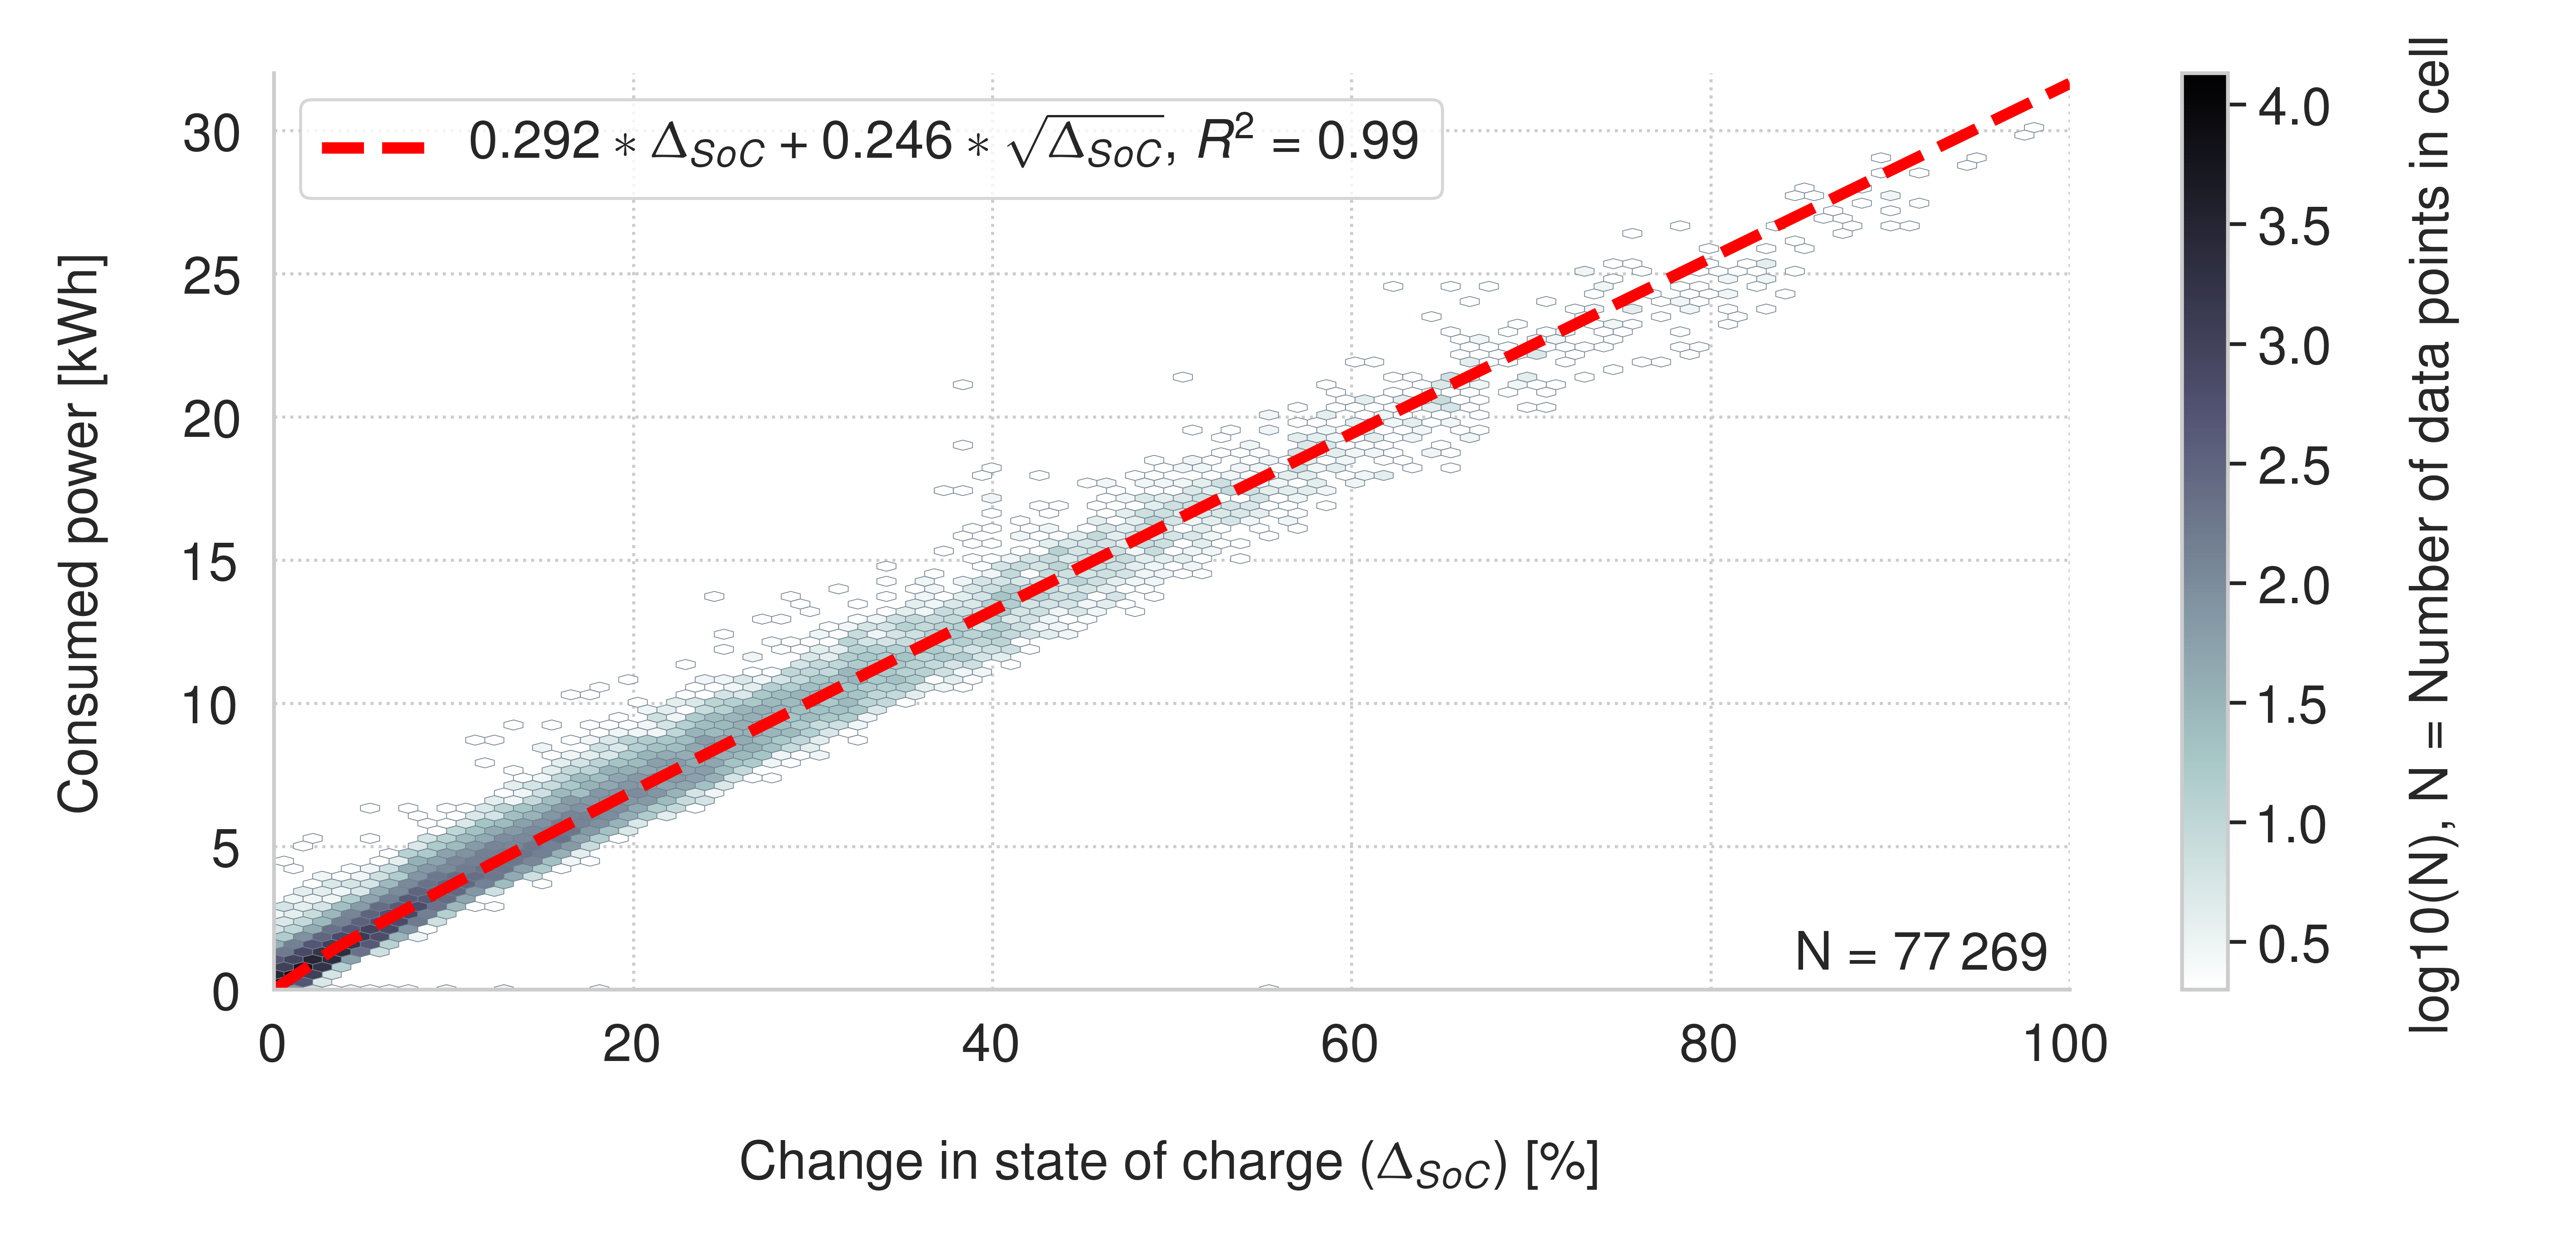 0.292 ∗ Δ_SoC + 0.246 ∗ √Δ_SoC, R² = 0.99
Consumed power [kWh]
30
25
20
15
10
5
0
0 20 40 60 80 100
Change in state of charge (Δ_SoC) [%]
N = 77 269
4.0
3.5
3.0
2.5
2.0
1.5
1.0
0.5
log10(N), N = Number of data points in cell